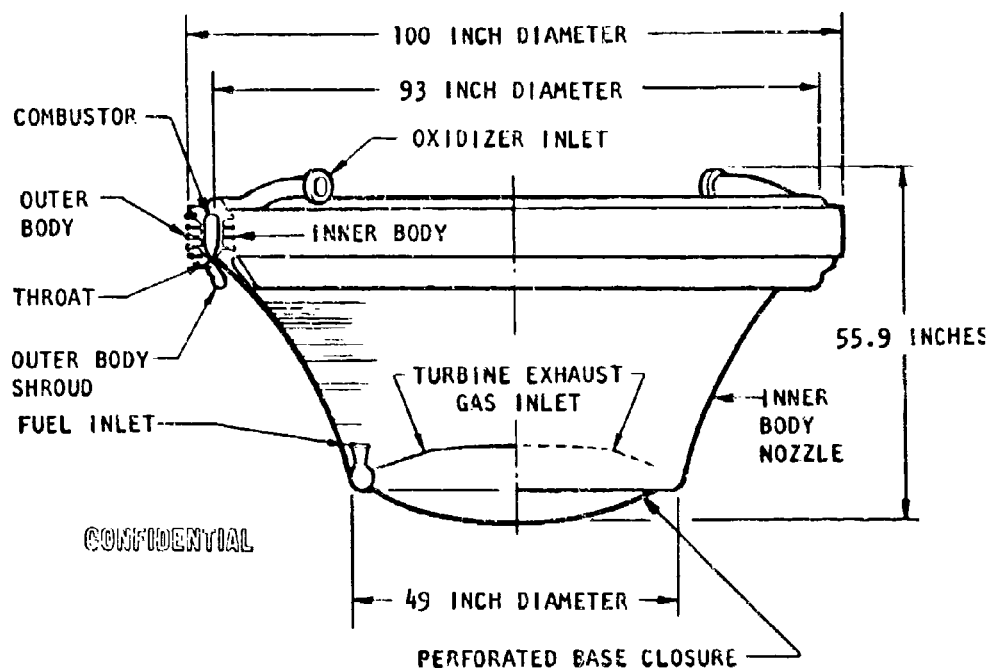 100 INCH DIAMETER
93 INCH DIAMETER
COMBUSTOR
OXIDIZER INLET
OUTER
BODY
INNER BODY
THROAT
OUTER BODY
SHROUD
55.9 INCHES
TURBINE EXHAUST
GAS INLET
FUEL INLET
INNER
BODY
NOZZLE
CONFIDENTIAL
49 INCH DIAMETER
PERFORATED BASE CLOSURE